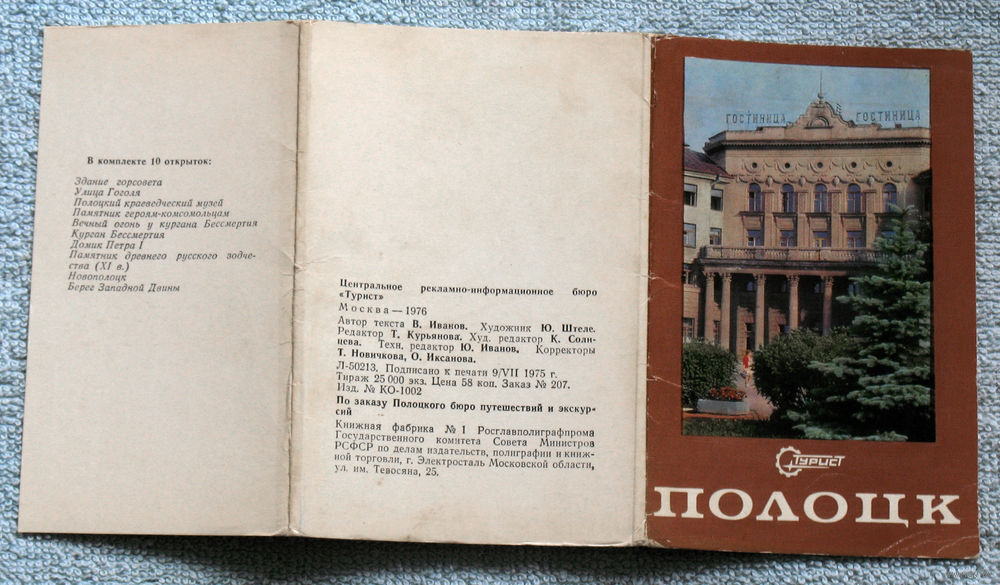 В комплекте 10 открыток:
Здание горсовета
Улица Гоголя
Полоцкий краеведческий музей
Памятник героям-комсомольцам
Вечный огонь у кургана Бессмертия
Курган Бессмертия
Домик Петра I
Памятник древнего русского зодче-
ства (XI в.)
Новополоцк
Берег Западной Двины
Центральное рекламно-информационное бюро
«Турист»
Москва — 1976
Автор текста В. Иванов. Художник Ю. Штеле.
Редактор Т. Курьянова. Худ. редактор К. Солн-
цева. Техн. редактор Ю. Иванов. Корректоры
Т. Новичкова, О. Иксанова.
Л-50213. Подписано к печати 9/VII 1975 г.
Тираж 25 000 экз. Цена 58 коп. Заказ № 207.
Изд. № КО-1002
По заказу Полоцкого бюро путешествий и экскур-
сий
Книжная фабрика № 1 Росглавполиграфпрома
Государственного комитета Совета Министров
РСФСР по делам издательств, полиграфии и книж-
ной торговли, г. Электросталь Московской области,
ул. им. Тевосяна, 25.
ГОСТИНИЦА ГОСТИНИЦА
ТУРИСТ
ПОЛОЦК